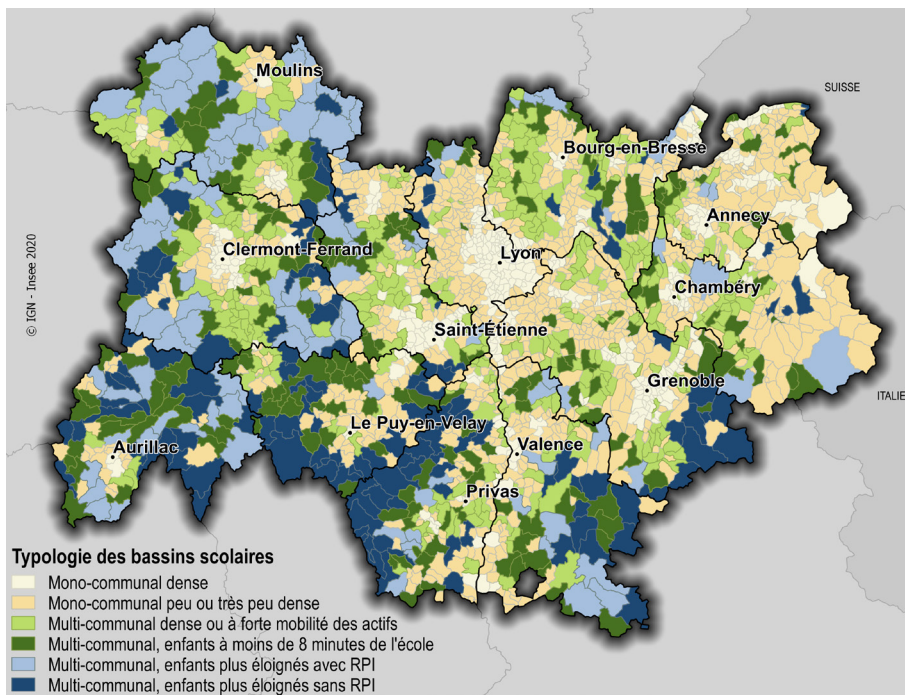 Moulins
SUISSE
Bourg-en-Bresse
Annecy
Clermont-Ferrand
Lyon
© IGN - Insee 2020
Chambéry
Saint-Étienne
Grenoble
ITALIE
Le Puy-en-Velay
Aurillac
Valence
Privas
Typologie des bassins scolaires
Mono-communal dense
Mono-communal peu ou très peu dense
Multi-communal dense ou à forte mobilité des actifs
Multi-communal, enfants à moins de 8 minutes de l'école
Multi-communal, enfants plus éloignés avec RPI
Multi-communal, enfants plus éloignés sans RPI